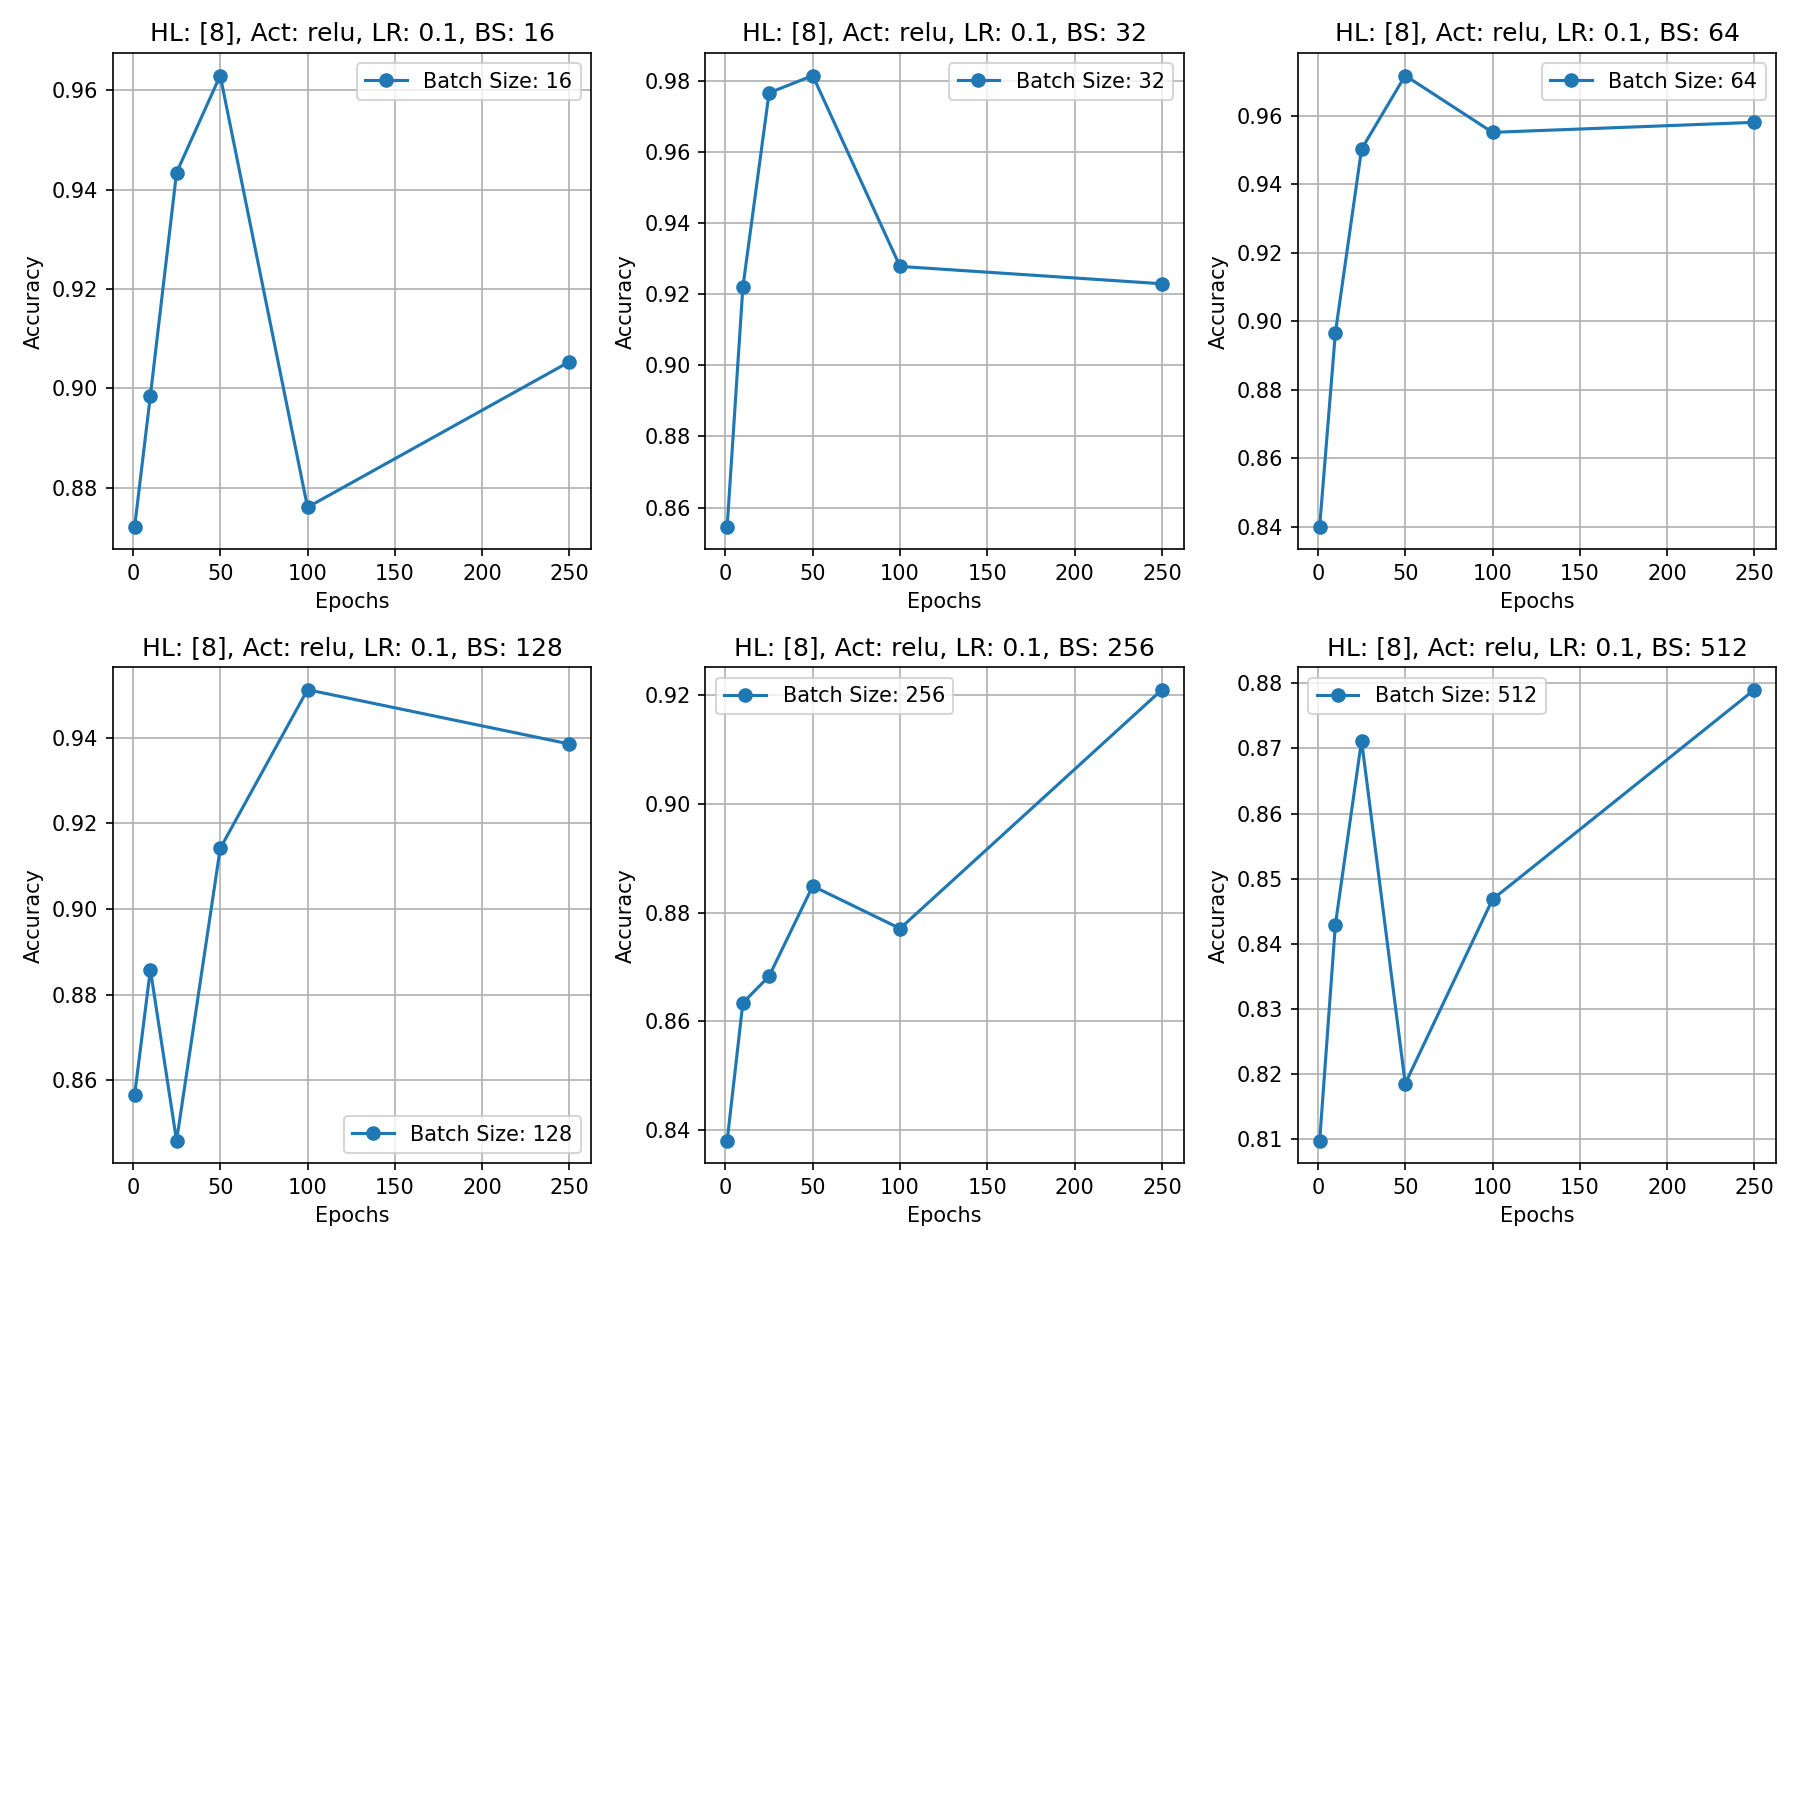 HL: [8], Act: relu, LR: 0.1, BS: 16
Batch Size: 16
0.96
0.94
0.92
0.90
0.88
Accuracy
0 50 100 150 200 250
Epochs
HL: [8], Act: relu, LR: 0.1, BS: 32
Batch Size: 32
0.98
0.96
0.94
0.92
0.90
0.88
0.86
Accuracy
0 50 100 150 200 250
Epochs
HL: [8], Act: relu, LR: 0.1, BS: 64
Batch Size: 64
0.96
0.94
0.92
0.90
0.88
0.86
0.84
Accuracy
0 50 100 150 200 250
Epochs
HL: [8], Act: relu, LR: 0.1, BS: 128
0.94
0.92
0.90
0.88
0.86
Accuracy
Batch Size: 128
0 50 100 150 200 250
Epochs
HL: [8], Act: relu, LR: 0.1, BS: 256
Batch Size: 256
0.92
0.90
0.88
0.86
0.84
Accuracy
0 50 100 150 200 250
Epochs
HL: [8], Act: relu, LR: 0.1, BS: 512
Batch Size: 512
0.88
0.87
0.86
0.85
0.84
0.83
0.82
0.81
Accuracy
0 50 100 150 200 250
Epochs